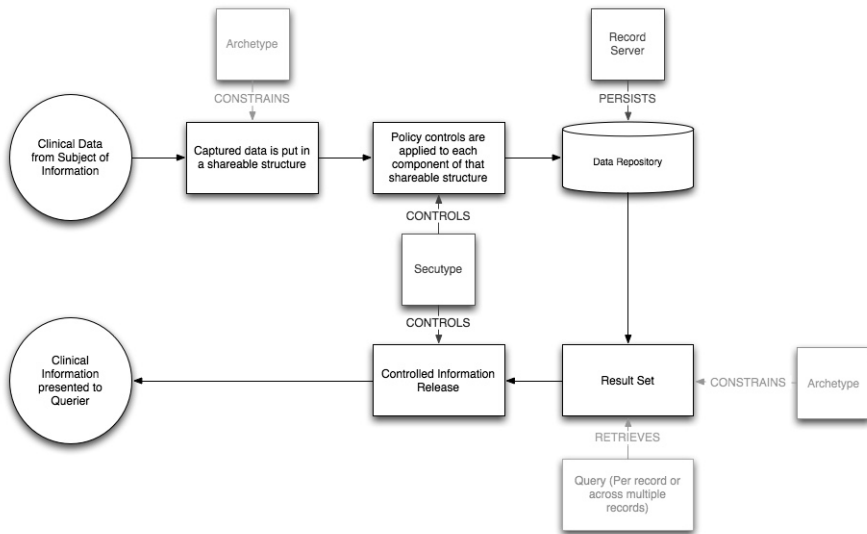 Archetype
Record
Server
CONSTRAINS
PERSISTS
Clinical Data
from Subject of
Information
Captured data is put in
a shareable structure
Policy controls are
applied to each
component of that
shareable structure
Data Repository
CONTROLS
Secutype
CONTROLS
Clinical
Information
presented to
Querier
Controlled Information
Release
Result Set
CONSTRAINS
Archetype
RETRIEVES
Query (Per record or
across multiple
records)